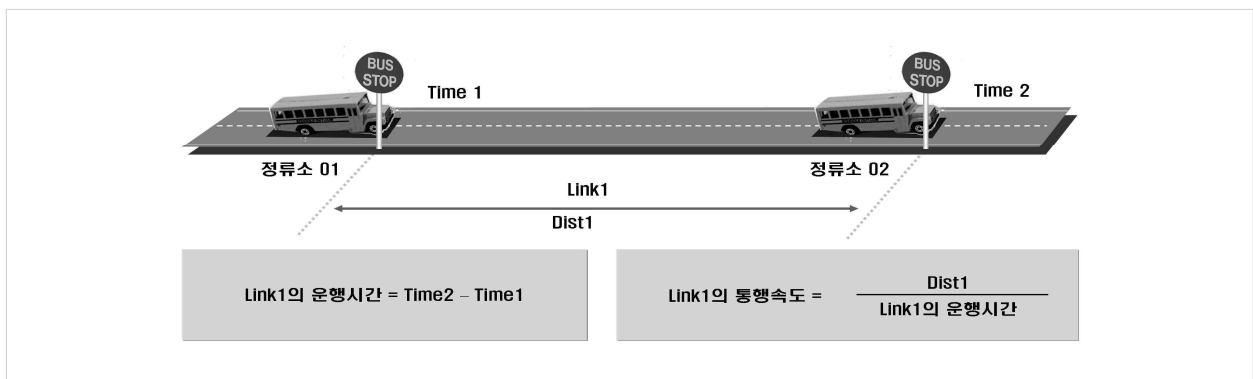 BUS
STOP
Time 1
BUS
STOP
Time 2
정류소 01
정류소 02
Link1
Dist1
Link1의 운행시간 = Time2 – Time1
Link1의 통행속도 =
Dist1
Link1의 운행시간